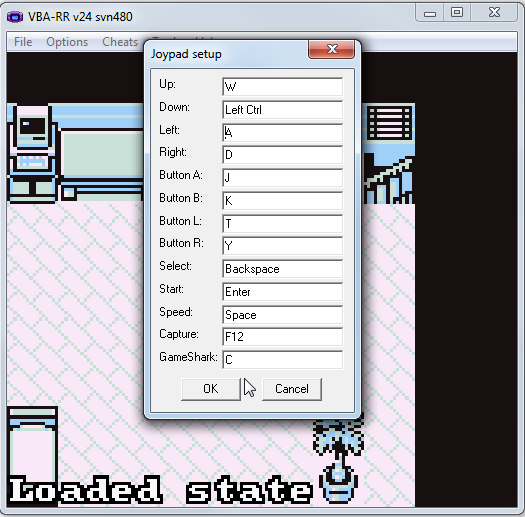 VBA-RR v24 svn480
File Options Cheats
Joypad setup
Up: W
Down: Left Ctrl
Left: A
Right: D
Button A: J
Button B: K
Button L: T
Button R: Y
Select: Backspace
Start: Enter
Speed: Space
Capture: F12
GameShark: C
OK Cancel
Loaded state